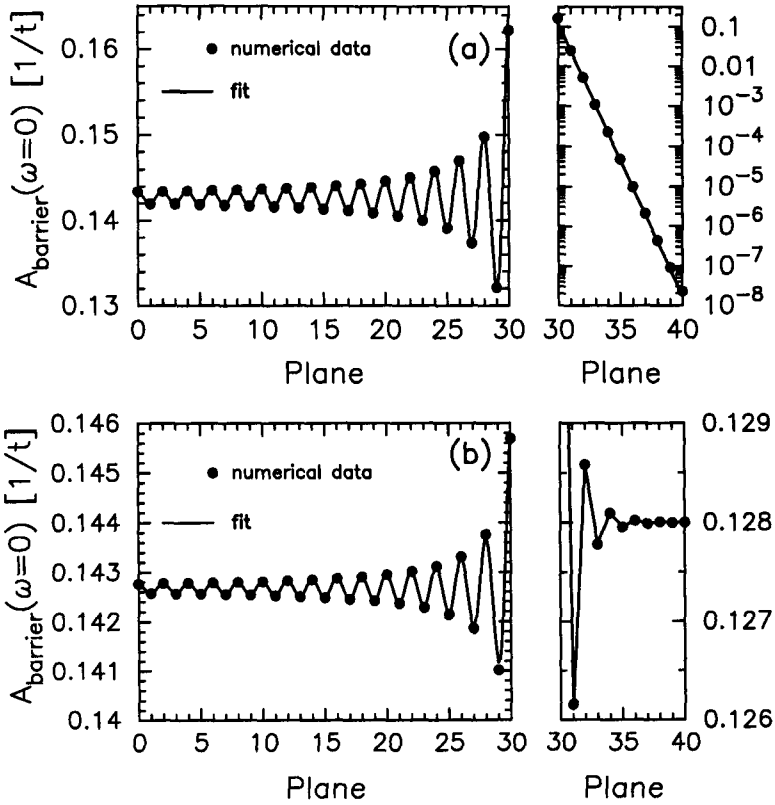 A_barrier(ω=0) [1/t]
0.16
0.15
0.14
0.13
numerical data
fit
(a)
0 5 10 15 20 25 30
Plane
0.1
0.01
10⁻³
10⁻⁴
10⁻⁵
10⁻⁶
10⁻⁷
10⁻⁸
30 35 40
Plane
A_barrier(ω=0) [1/t]
0.146
0.145
0.144
0.143
0.142
0.141
0.14
numerical data
fit
(b)
0 5 10 15 20 25 30
Plane
0.129
0.128
0.127
0.126
30 35 40
Plane